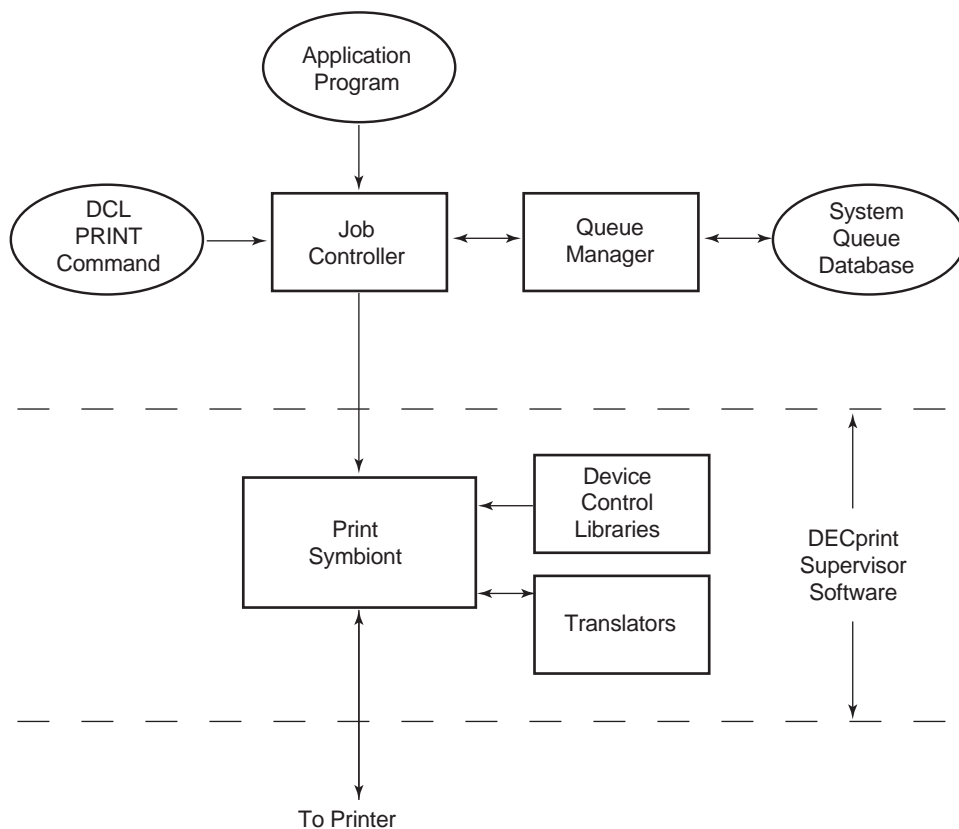 Application
Program
DCL
PRINT
Command
Job
Controller
Queue
Manager
System
Queue
Database
Device
Control
Libraries
Print
Symbiont
DECprint
Supervisor
Software
Translators
To Printer